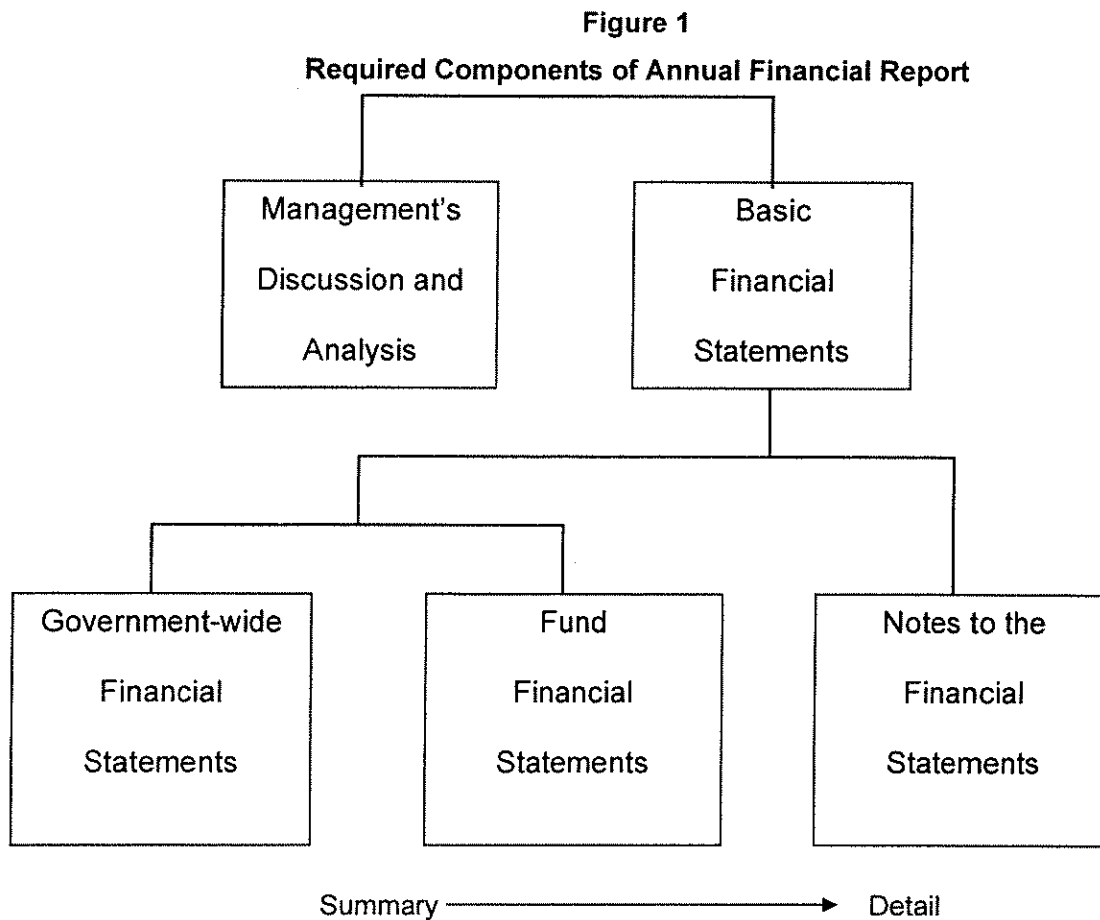 Figure 1
Required Components of Annual Financial Report
Management's
Discussion and
Analysis
Basic
Financial
Statements
Government-wide
Financial
Statements
Fund
Financial
Statements
Notes to the
Financial
Statements
Summary
Detail